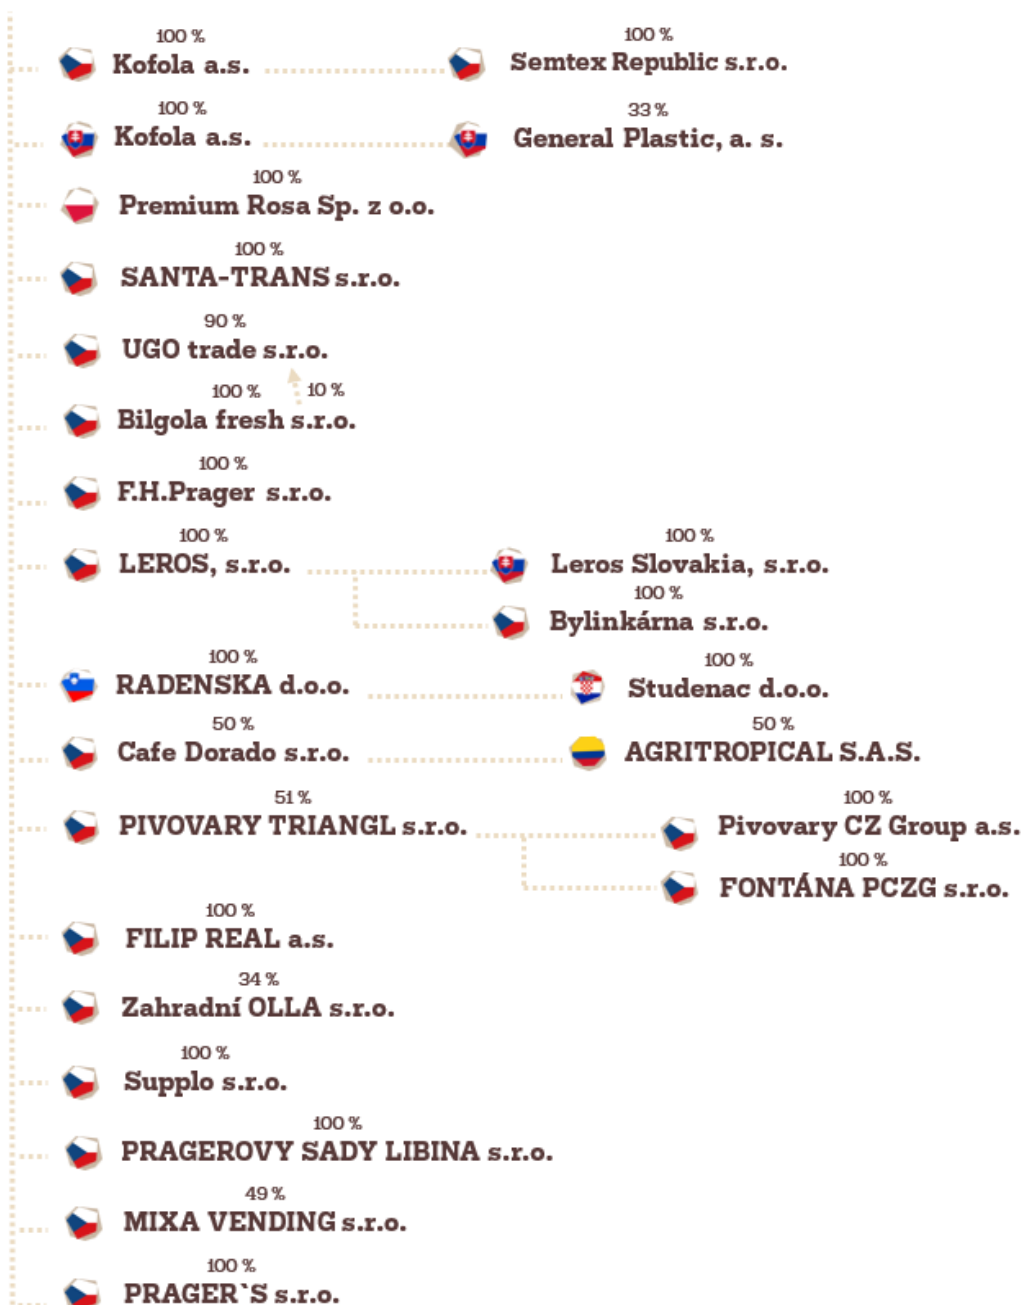 100 %
Kofola a.s.
100 %
Semtex Republic s.r.o.
100 %
Kofola a.s.
33 %
General Plastic, a. s.
100 %
Premium Rosa Sp. z o.o.
100 %
SANTA-TRANS s.r.o.
90 %
UGO trade s.r.o.
100 %
10 %
Bilgola fresh s.r.o.
100 %
F.H.Prager s.r.o.
100 %
LEROS, s.r.o.
100 %
Leros Slovakia, s.r.o.
100 %
Bylinkárna s.r.o.
100 %
RADENSKA d.o.o.
100 %
Studenac d.o.o.
50 %
Cafe Dorado s.r.o.
50 %
AGRITROPICAL S.A.S.
51 %
PIVOVARY TRIANGL s.r.o.
100 %
Pivovary CZ Group a.s.
100 %
FONTÁNA PCZG s.r.o.
100 %
FILIP REAL a.s.
34 %
Zahradní OLLA s.r.o.
100 %
Supplo s.r.o.
100 %
PRAGEROVY SADY LIBINA s.r.o.
49 %
MIXA VENDING s.r.o.
100 %
PRAGER`S s.r.o.